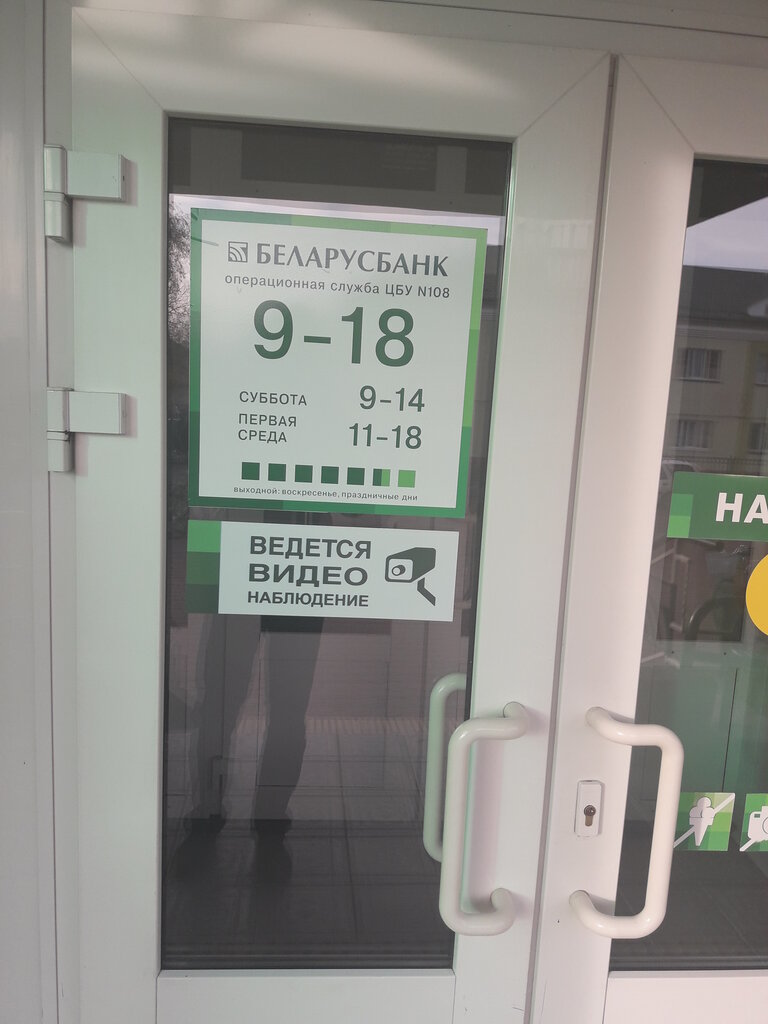 БЕЛАРУСБАНК
операционная служба ЦБУ N108
9-18
СУББОТА 9-14
ПЕРВАЯ
СРЕДА 11-18
выходной: воскресенье, праздничные дни
ВЕДЕТСЯ
ВИДЕО
НАБЛЮДЕНИЕ
НА